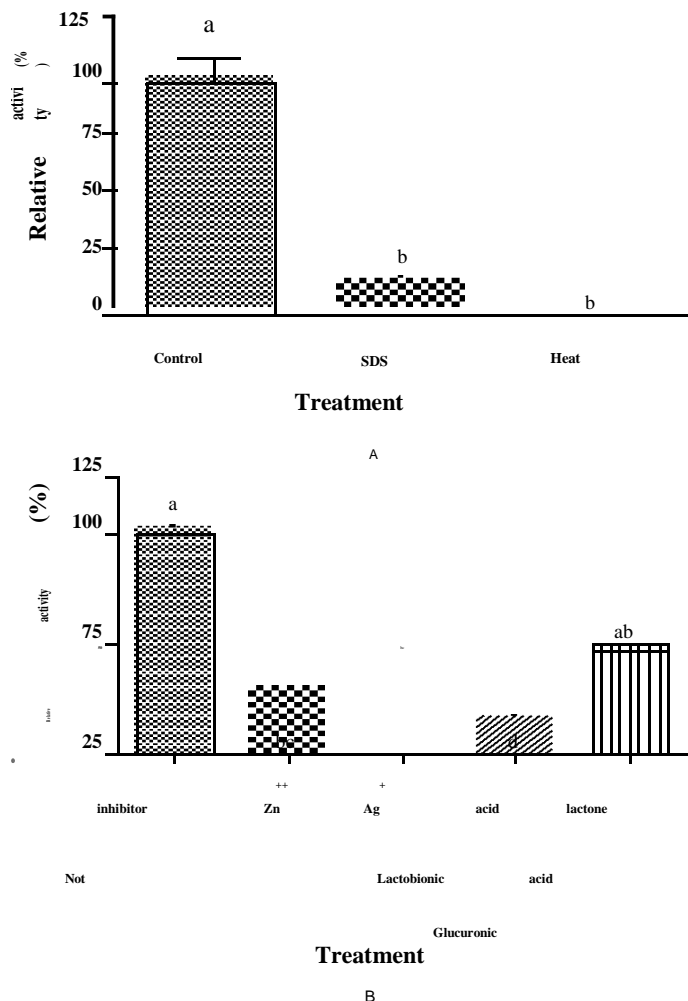 125
a
(%
)
100
activi
ty
75
Relative
50
25
b
0
b
Control
SDS
Heat
Treatment
A
125
(%)
a
100
activity
75
ab
25
bc
d
++
+
inhibitor
Zn
Ag
acid
lactone
Not
Lactobionic
acid
Glucuronic
Treatment
B